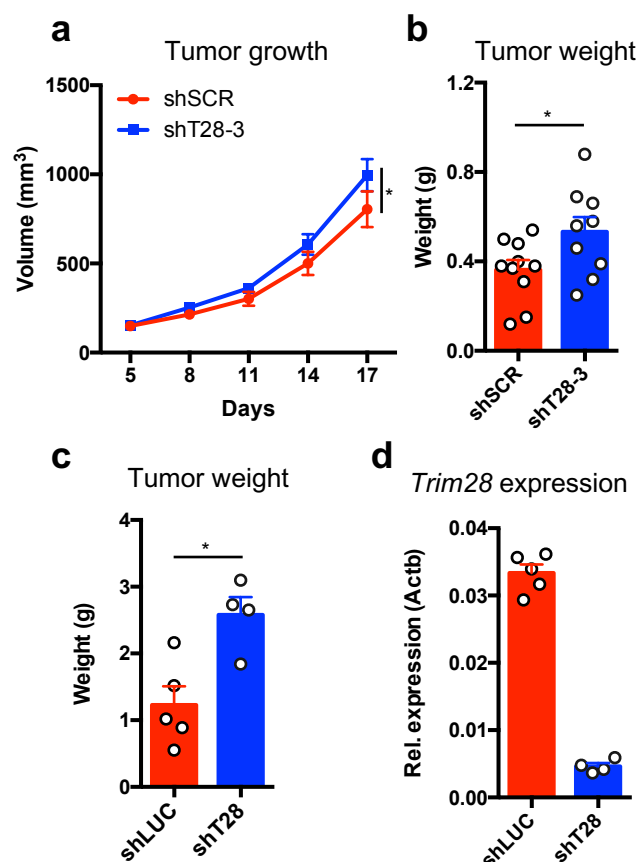 a
Tumor growth
1500
1000
500
0
Volume (mm³)
shSCR
shT28-3
*
5 8 11 14 17
Days
b
Tumor weight
1.2
0.8
0.4
0.0
Weight (g)
*
shSCR
shT28-3
c
Tumor weight
4
3
2
1
0
Weight (g)
*
shLUC
shT28
d
Trim28 expression
0.04
0.03
0.02
0.01
0.00
Rel. expression (Actb)
shLUC
shT28